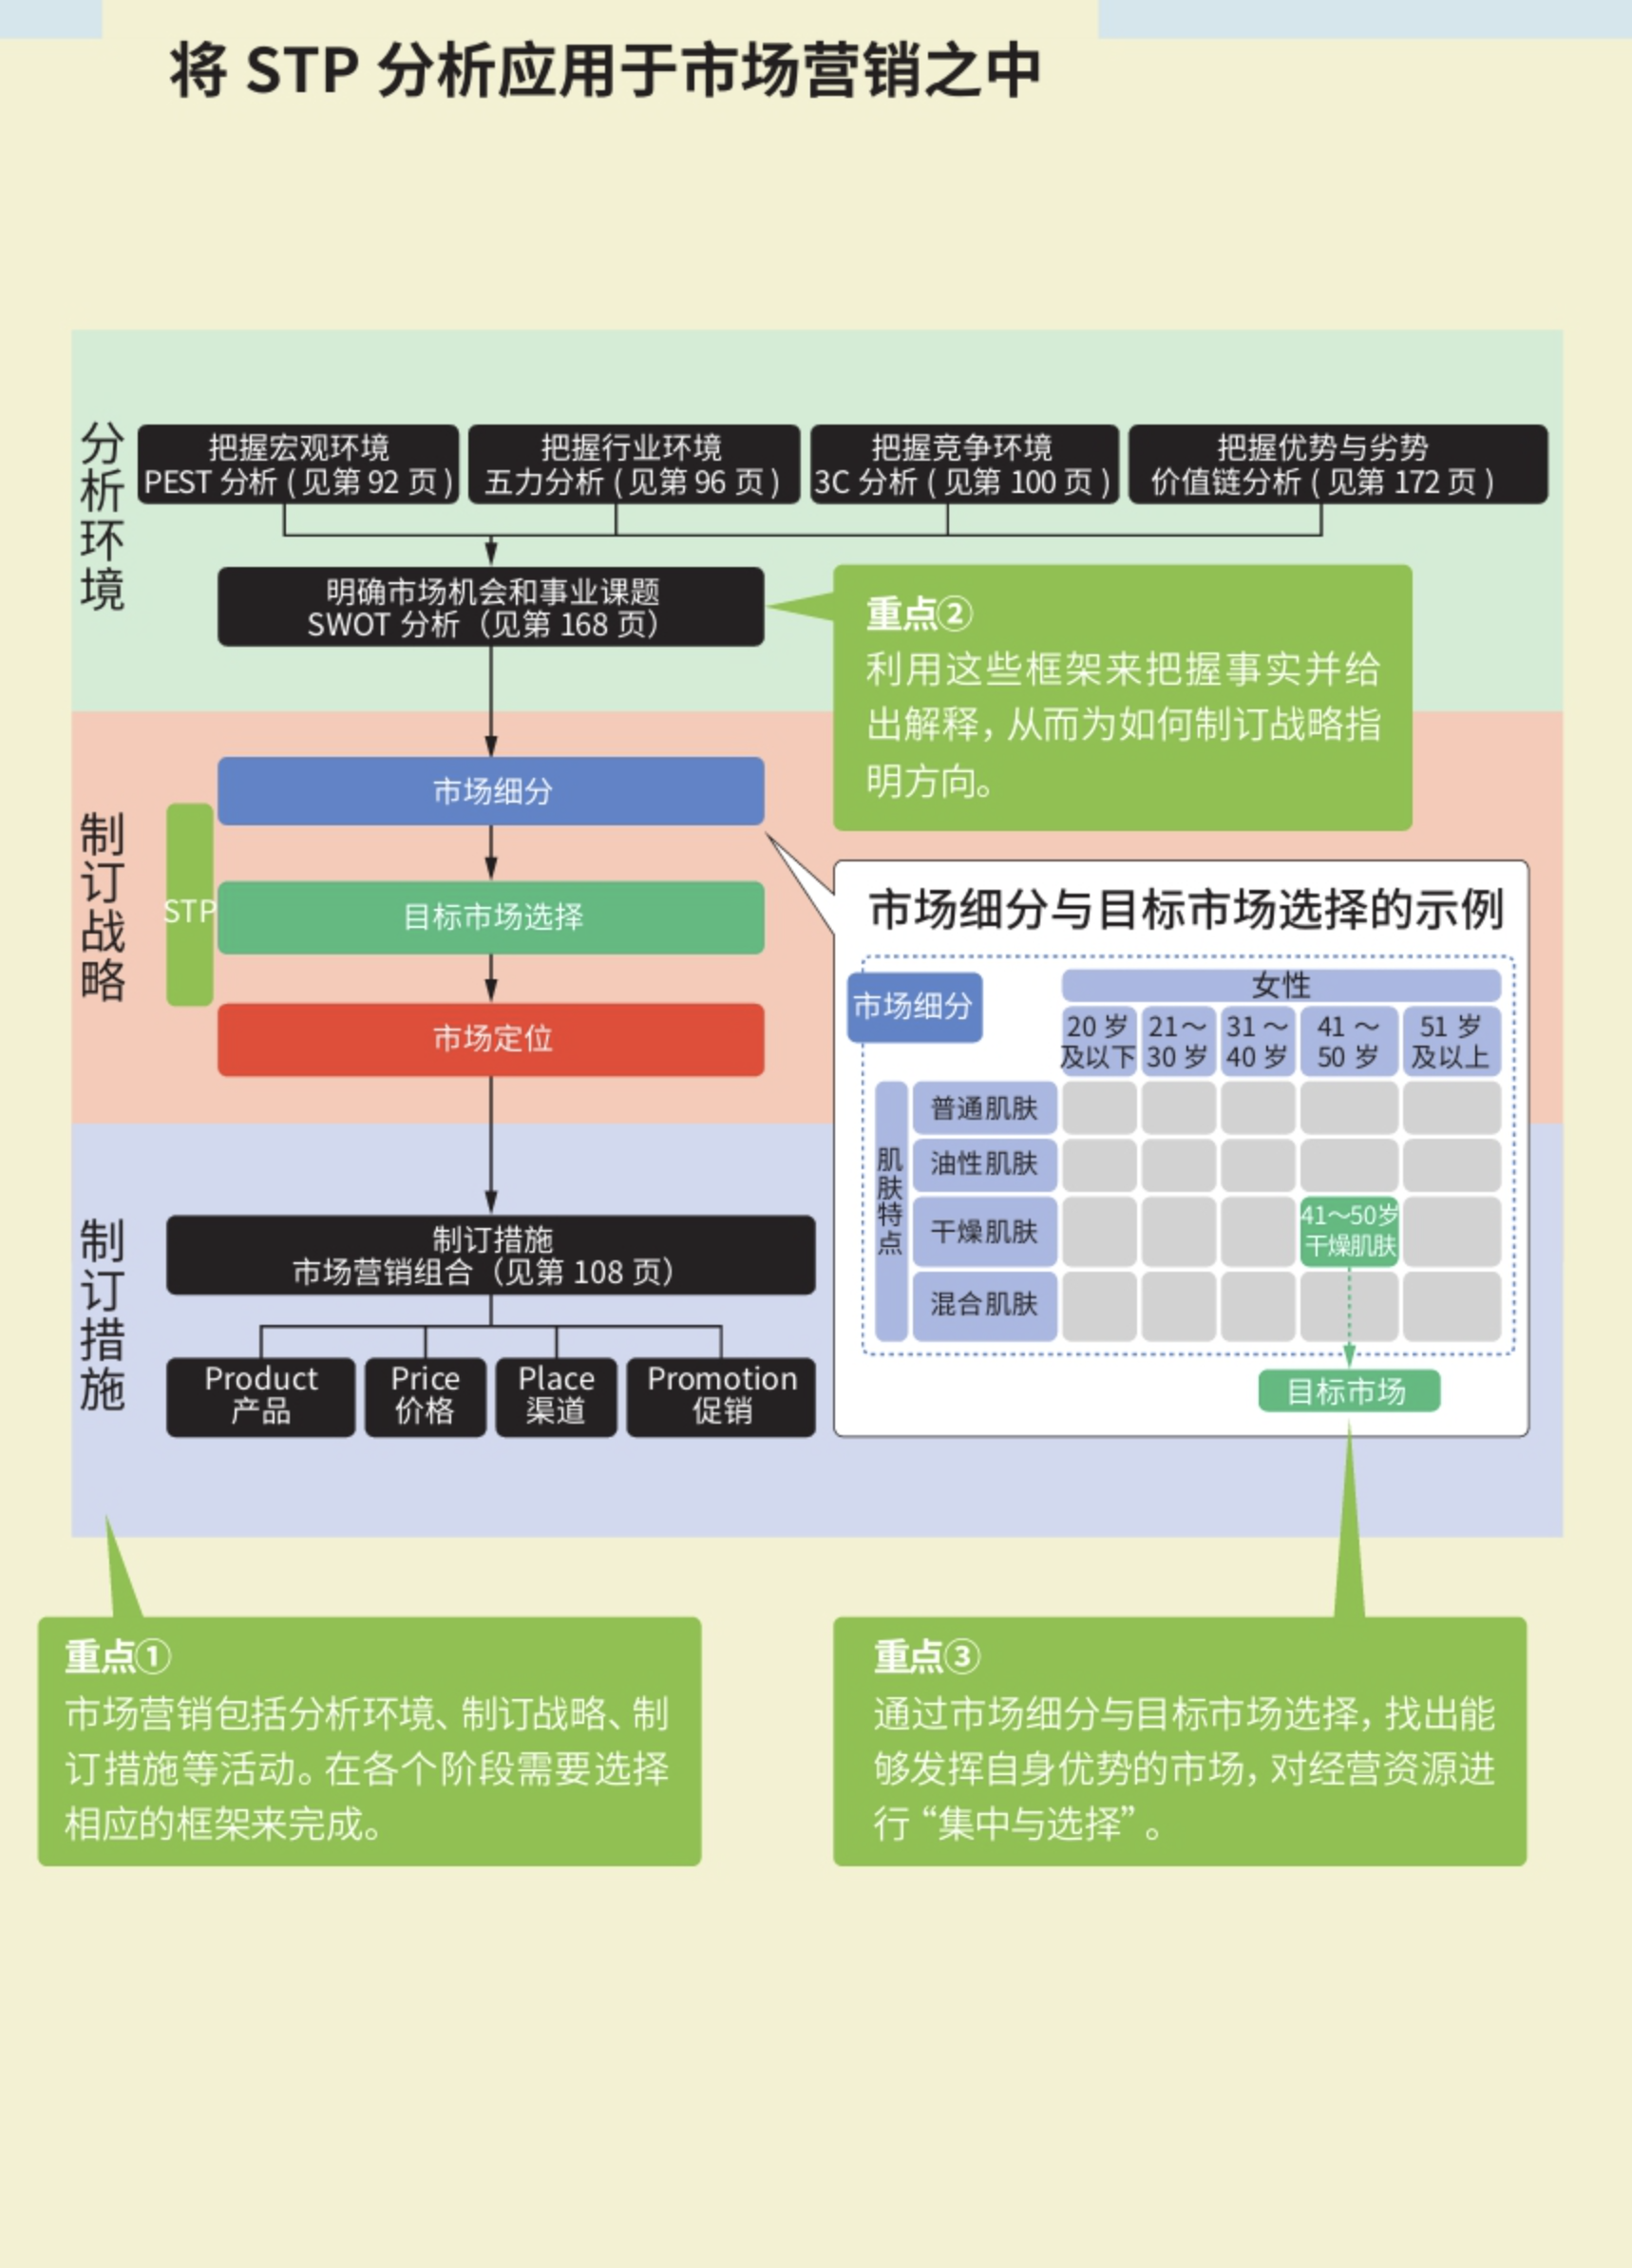 将 STP 分析应用于市场营销之中
分析环境
把握宏观环境
PEST 分析 ( 见第 92 页 )
把握行业环境
五力分析 ( 见第 96 页 )
把握竞争环境
3C 分析 ( 见第 100 页 )
把握优势与劣势
价值链分析 ( 见第 172 页 )
明确市场机会和事业课题
SWOT 分析（见第 168 页）
重点②
利用这些框架来把握事实并给
出解释，从而为如何制订战略指
明方向。
制订战略
STP
市场细分
目标市场选择
市场定位
市场细分与目标市场选择的示例
市场细分
女性
20 岁
及以下
21～
30 岁
31 ～
40 岁
41 ～
50 岁
51 岁
及以上
肌肤特点
普通肌肤
油性肌肤
干燥肌肤
41～50岁
干燥肌肤
混合肌肤
目标市场
制订措施
制订措施
市场营销组合（见第 108 页）
Product
产品
Price
价格
Place
渠道
Promotion
促销
重点①
市场营销包括分析环境、制订战略、制
订措施等活动。在各个阶段需要选择
相应的框架来完成。
重点③
通过市场细分与目标市场选择，找出能
够发挥自身优势的市场，对经营资源进
行“集中与选择”。